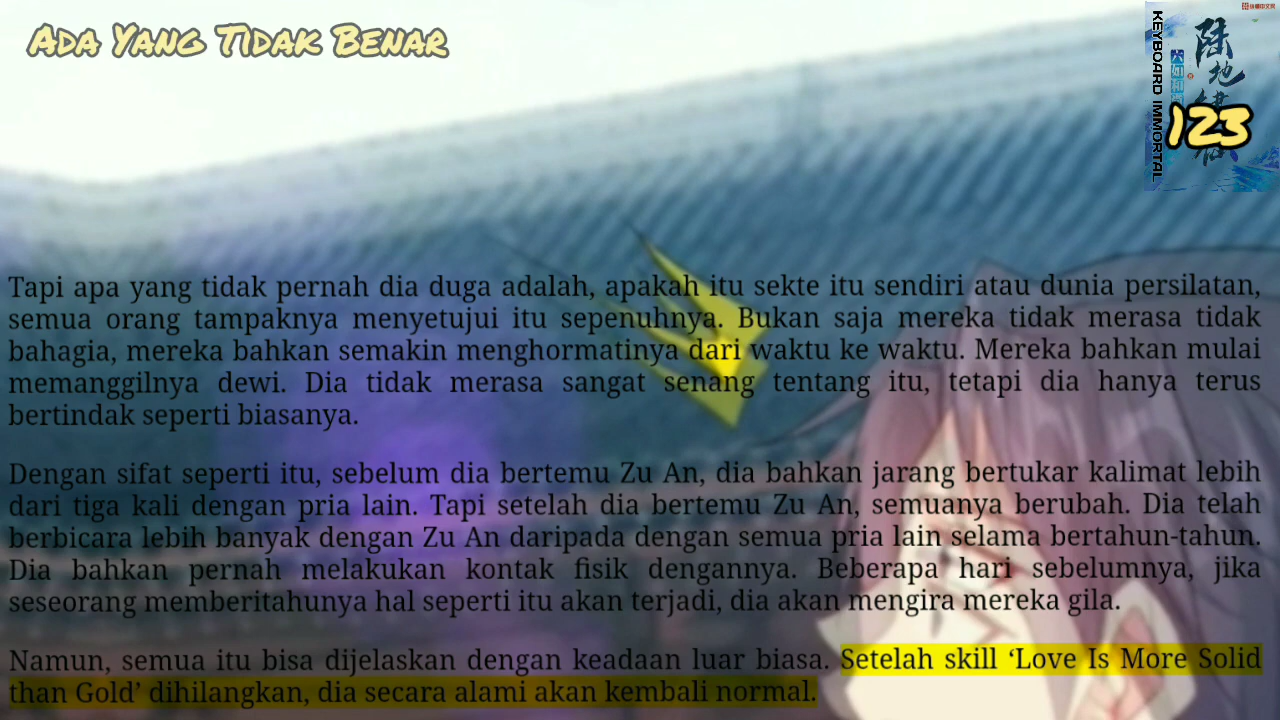 Ada Yang Tidak Benar
KEYBOARD IMMORTAL
陆地
123
Tapi apa yang tidak pernah dia duga adalah, apakah itu sekte itu sendiri atau dunia persilatan,
semua orang tampaknya menyetujui itu sepenuhnya. Bukan saja mereka tidak merasa tidak
bahagia, mereka bahkan semakin menghormatinya dari waktu ke waktu. Mereka bahkan mulai
memanggilnya dewi. Dia tidak merasa sangat senang tentang itu, tetapi dia hanya terus
bertindak seperti biasanya.
Dengan sifat seperti itu, sebelum dia bertemu Zu An, dia bahkan jarang bertukar kalimat lebih
dari tiga kali dengan pria lain. Tapi setelah dia bertemu Zu An, semuanya berubah. Dia telah
berbicara lebih banyak dengan Zu An daripada dengan semua pria lain selama bertahun-tahun.
Dia bahkan pernah melakukan kontak fisik dengannya. Beberapa hari sebelumnya, jika
seseorang memberitahunya hal seperti itu akan terjadi, dia akan mengira mereka gila.
Namun, semua itu bisa dijelaskan dengan keadaan luar biasa. Setelah skill ‘Love Is More Solid
than Gold’ dihilangkan, dia secara alami akan kembali normal.